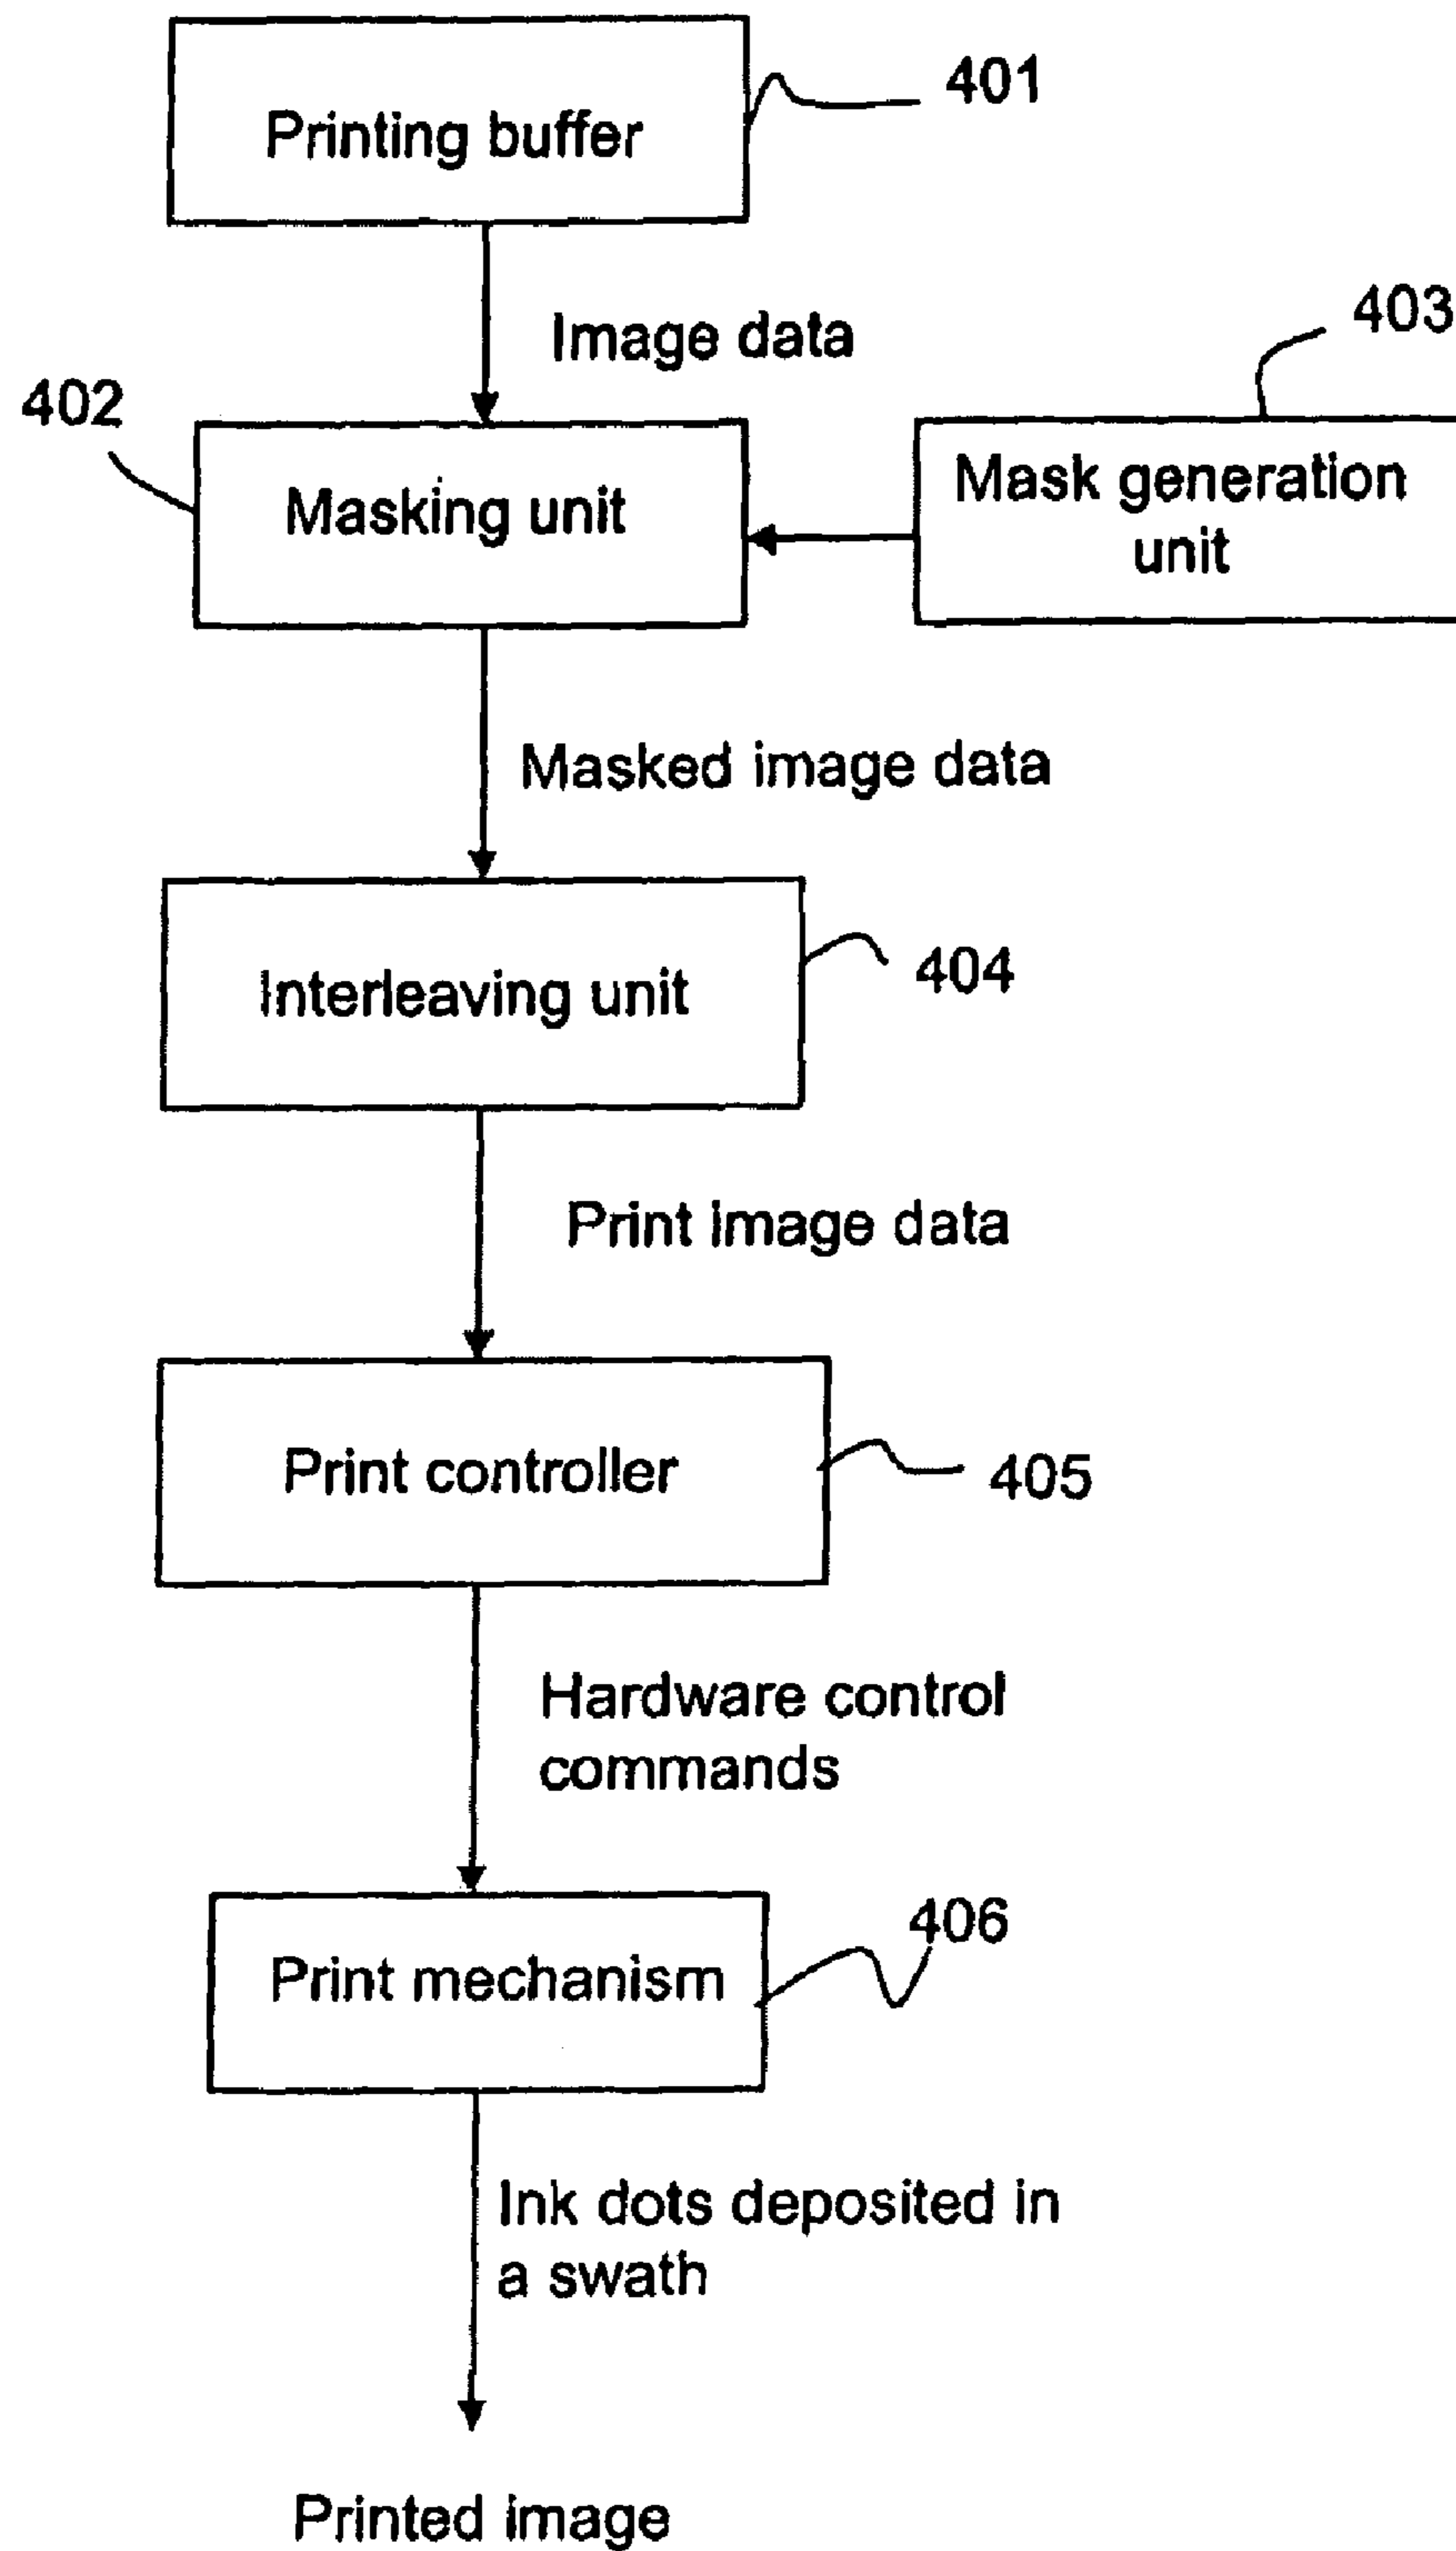 Printing buffer
401
Image data
403
402
Masking unit
Mask generation
unit
Masked image data
Interleaving unit
404
Print image data
Print controller
405
Hardware control
commands
Print mechanism
406
Ink dots deposited in
a swath
Printed image